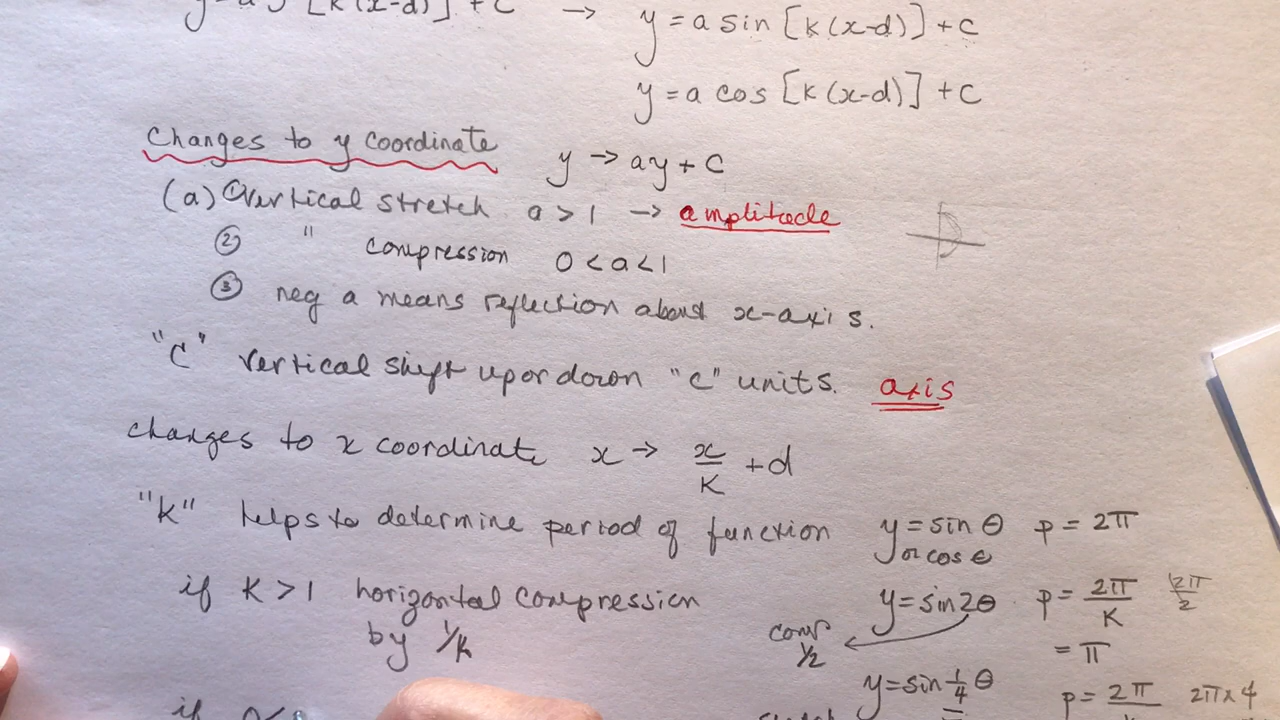 y = a f [k(x-d)] + c → y = a sin [k(x-d)] + c
y = a cos [k(x-d)] + c
Changes to y coordinate y → ay + c
(a) ① vertical stretch a > 1 → amplitude
② " compression 0 < a < 1
③ neg a means reflection about x-axis.
"C" vertical shift up or down "c" units. axis
changes to x coordinate x → x/K + d
"k" helps to determine period of function y = sin θ p = 2π
or cos θ
if K > 1 horizontal compression y = sin2θ p = 2π/K 2π/2
by 1/k comp 1/2 = π
y = sin 1/4 θ p = 2π 2π x 4
if 0 <